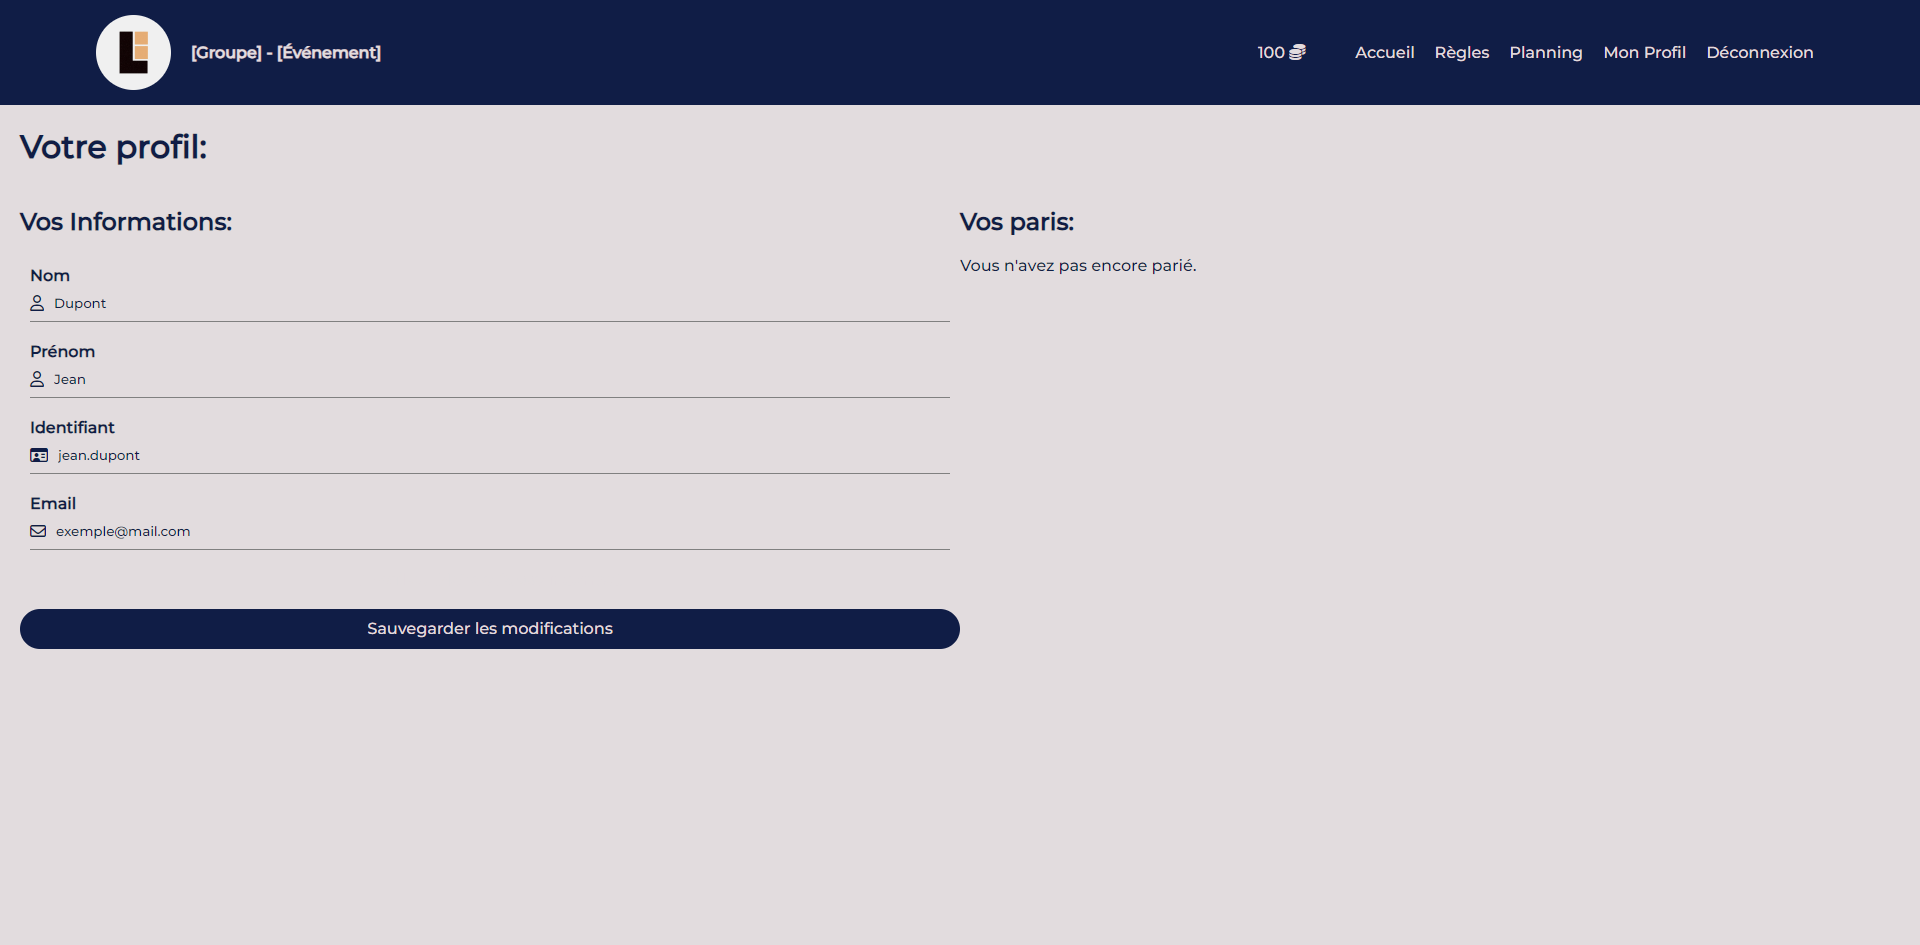 [Groupe] - [Événement]
100
Accueil Règles Planning Mon Profil Déconnexion
Votre profil:
Vos Informations:
Nom
Dupont
Prénom
Jean
Identifiant
jean.dupont
Email
exemple@mail.com
Sauvegarder les modifications
Vos paris:
Vous n'avez pas encore parié.